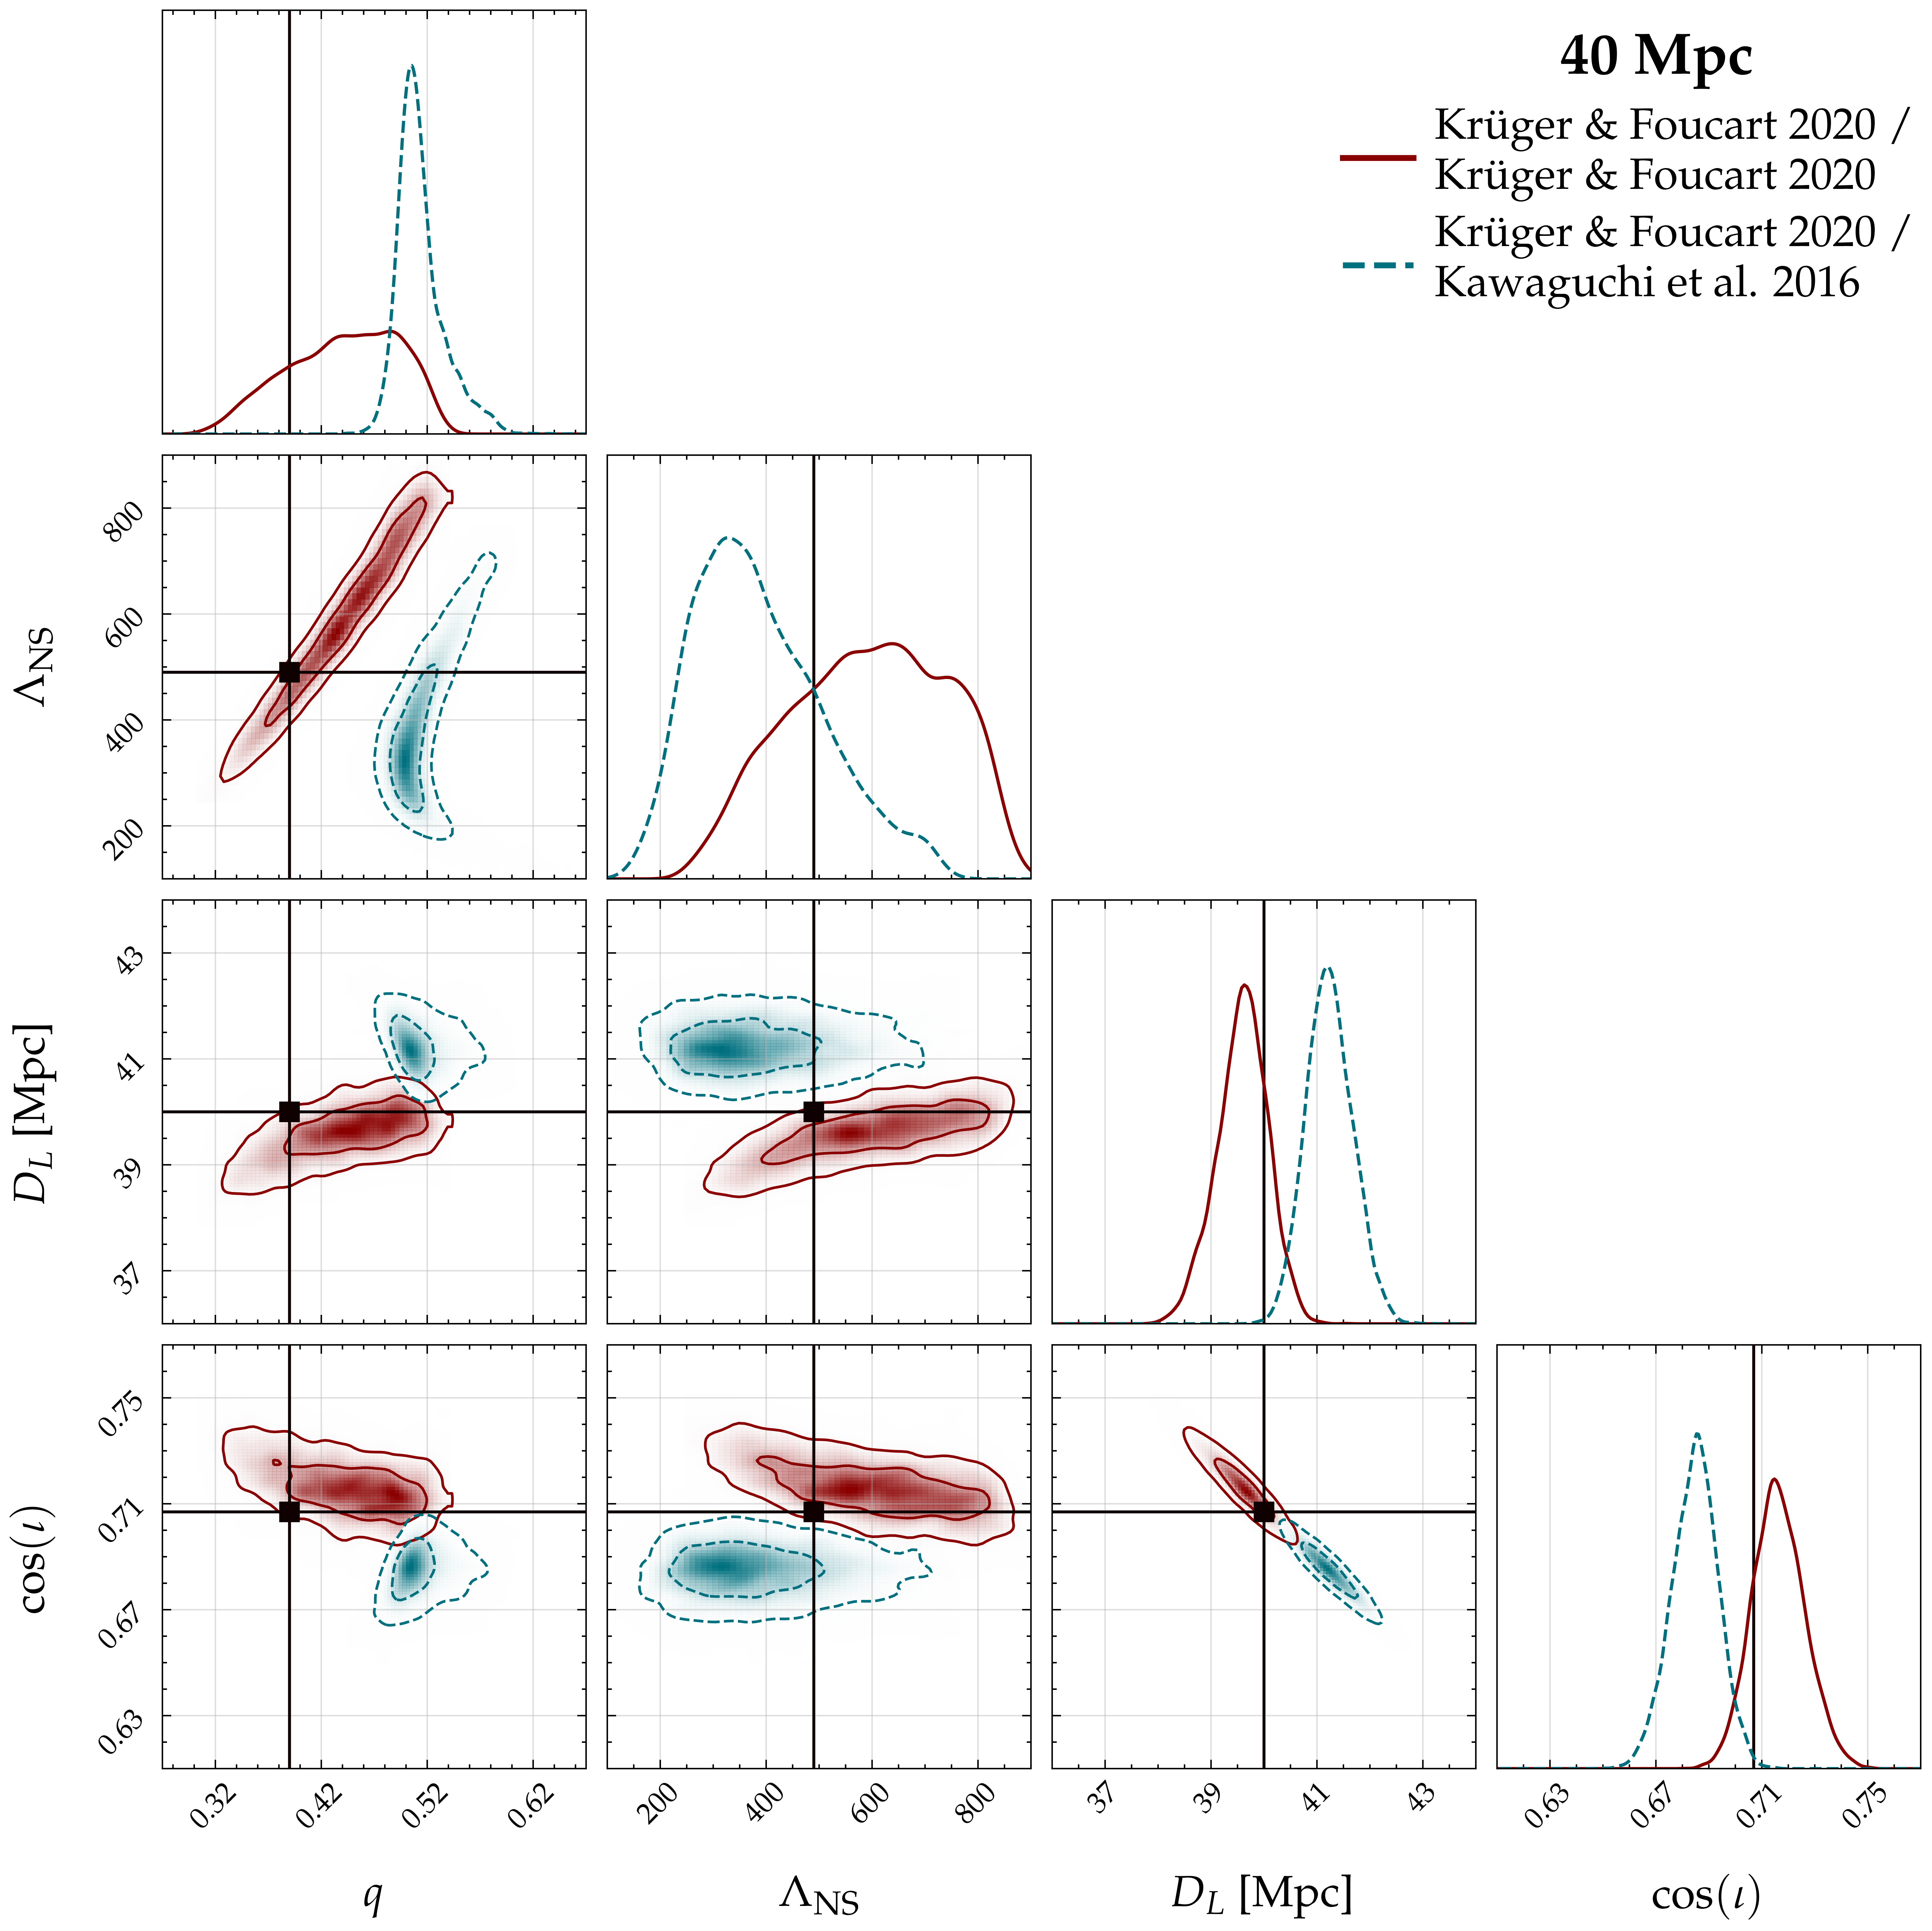 40 Mpc
Krüger & Foucart 2020 /
Krüger & Foucart 2020
Krüger & Foucart 2020 /
Kawaguchi et al. 2016
Λ_NS
800
600
400
200
D_L [Mpc]
43
41
39
37
cos(ι)
0.75
0.71
0.67
0.63
0.32 0.42 0.52 0.62 200 400 600 800 37 39 41 43 0.63 0.67 0.71 0.75
q Λ_NS D_L [Mpc] cos(ι)